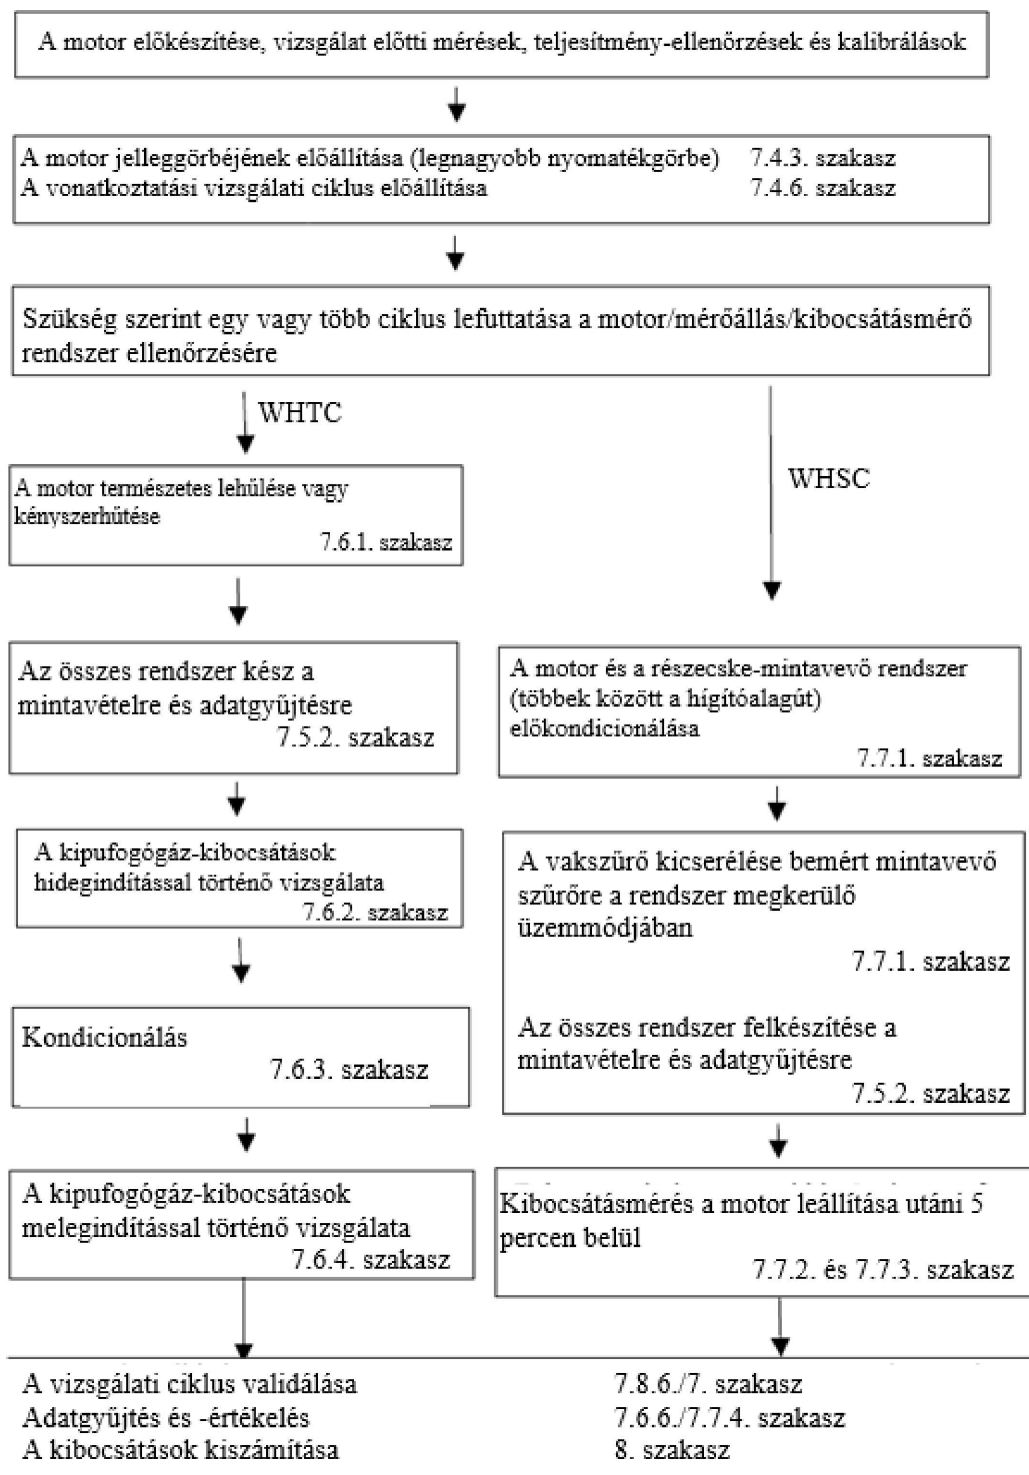 A motor előkészítése, vizsgálat előtti mérések, teljesítmény-ellenőrzések és kalibrálások
A motor jelleggörbéjének előállítása (legnagyobb nyomatékgörbe) 7.4.3. szakasz
A vonatkoztatási vizsgálati ciklus előállítása 7.4.6. szakasz
Szükség szerint egy vagy több ciklus lefuttatása a motor/mérőállás/kibocsátásmérő
rendszer ellenőrzésére
WHTC
A motor természetes lehűlése vagy
kényszerhűtése
7.6.1. szakasz
Az összes rendszer kész a
mintavételre és adatgyűjtésre
7.5.2. szakasz
A kipufogógáz-kibocsátások
hidegindítással történő vizsgálata
7.6.2. szakasz
Kondicionálás
7.6.3. szakasz
A kipufogógáz-kibocsátások
melegindítással történő vizsgálata
7.6.4. szakasz
WHSC
A motor és a részecske-mintavevő rendszer
(többek között a hígítóalagút)
előkondicionálása
7.7.1. szakasz
A vakszűrő kicserélése bemért mintavevő
szűrőre a rendszer megkerülő
üzemmódjában
7.7.1. szakasz
Az összes rendszer felkészítése a
mintavételre és adatgyűjtésre
7.5.2. szakasz
Kibocsátásmérés a motor leállítása utáni 5
percen belül
7.7.2. és 7.7.3. szakasz
A vizsgálati ciklus validálása 7.8.6./7. szakasz
Adatgyűjtés és -értékelés 7.6.6./7.7.4. szakasz
A kibocsátások kiszámítása 8. szakasz